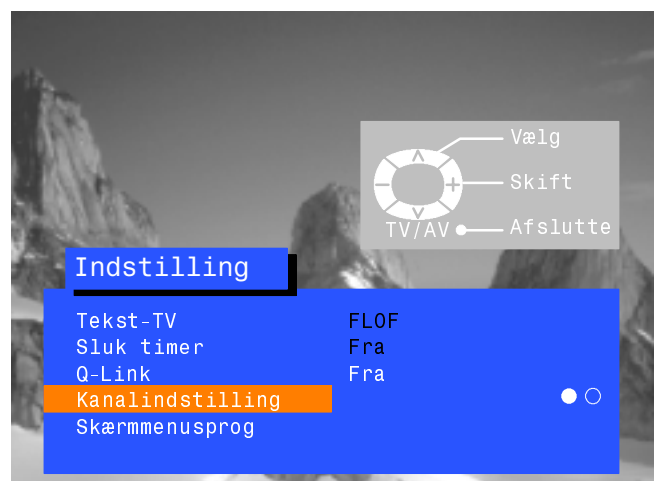 Vælg
Skift
TV/AV Afslutte
Indstilling
Tekst-TV FLOF
Sluk timer Fra
Q-Link Fra
Kanalindstilling
Skærmmenusprog